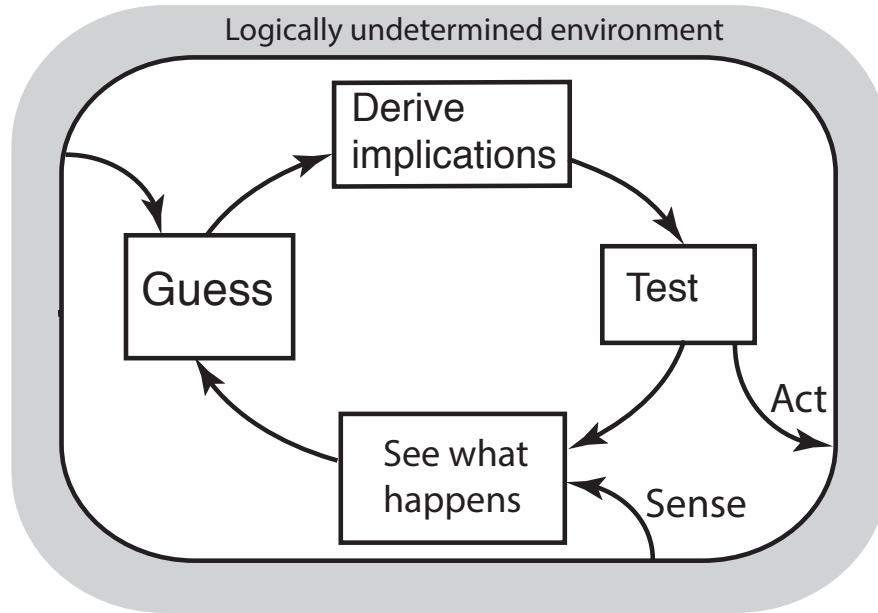 Logically undetermined environment
Derive
implications
Guess
Test
Act
See what
happens
Sense